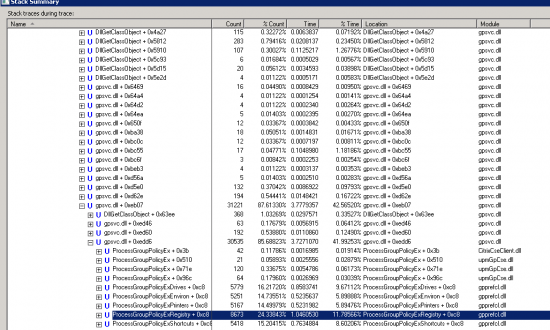 Stack Summary
Stack traces during trace:
Name Count % Count Time % Time Location Module
U DllGetClassObject + 0x4a27 115 0.32272% 0.0063837 0.07192% DllGetClassObject + 0x4a27 gpsvc.dll
U DllGetClassObject + 0x5812 283 0.79416% 0.0208137 0.23450% DllGetClassObject + 0x5812 gpsvc.dll
U DllGetClassObject + 0x5910 107 0.30027% 0.1125217 1.26776% DllGetClassObject + 0x5910 gpsvc.dll
U DllGetClassObject + 0x5c93 6 0.01684% 0.0005029 0.00567% DllGetClassObject + 0x5c93 gpsvc.dll
U DllGetClassObject + 0x5d15 20 0.05612% 0.0034593 0.03898% DllGetClassObject + 0x5d15 gpsvc.dll
U DllGetClassObject + 0x5e2d 4 0.01122% 0.0005171 0.00583% DllGetClassObject + 0x5e2d gpsvc.dll
U gpsvc.dll + 0x6469 16 0.04490% 0.0008429 0.00950% gpsvc.dll + 0x6469 gpsvc.dll
U gpsvc.dll + 0x64a4 4 0.01122% 0.0001254 0.00141% gpsvc.dll + 0x64a4 gpsvc.dll
U gpsvc.dll + 0x64d2 4 0.01122% 0.0002340 0.00264% gpsvc.dll + 0x64d2 gpsvc.dll
U gpsvc.dll + 0x64ea 5 0.01403% 0.0002395 0.00270% gpsvc.dll + 0x64ea gpsvc.dll
U gpsvc.dll + 0x650f 12 0.03367% 0.0003842 0.00433% gpsvc.dll + 0x650f gpsvc.dll
U gpsvc.dll + 0xba38 18 0.05051% 0.0014831 0.01671% gpsvc.dll + 0xba38 gpsvc.dll
U gpsvc.dll + 0xbc00 12 0.03367% 0.0007197 0.00811% gpsvc.dll + 0xbc00 gpsvc.dll
U gpsvc.dll + 0xbc55 17 0.04771% 0.1048980 1.18186% gpsvc.dll + 0xbc55 gpsvc.dll
U gpsvc.dll + 0xbc6f 3 0.00842% 0.0002253 0.00254% gpsvc.dll + 0xbc6f gpsvc.dll
U gpsvc.dll + 0xbeb3 4 0.01122% 0.0003162 0.00356% gpsvc.dll + 0xbeb3 gpsvc.dll
U gpsvc.dll + 0xd56a 5 0.01403% 0.0002510 0.00283% gpsvc.dll + 0xd56a gpsvc.dll
U gpsvc.dll + 0xd5e0 132 0.37042% 0.0086922 0.09793% gpsvc.dll + 0xd5e0 gpsvc.dll
U gpsvc.dll + 0xd62e 194 0.54441% 0.0148421 0.16722% gpsvc.dll + 0xd62e gpsvc.dll
U gpsvc.dll + 0xeb07 31221 87.61330% 3.7779357 42.56520% gpsvc.dll + 0xeb07 gpsvc.dll
U DllGetClassObject + 0x63ee 368 1.03269% 0.0297571 0.33527% DllGetClassObject + 0x63ee gpsvc.dll
U gpsvc.dll + 0xed46 63 0.17679% 0.0056815 0.06412% gpsvc.dll + 0xed46 gpsvc.dll
U gpsvc.dll + 0xed60 192 0.53880% 0.0110860 0.12490% gpsvc.dll + 0xed60 gpsvc.dll
U gpsvc.dll + 0xedd6 30535 85.68823% 3.7271070 41.99253% gpsvc.dll + 0xedd6 gpsvc.dll
U ProcessGroupPolicyEx + 0x3b 42 0.11786% 0.0016985 0.01914% ProcessGroupPolicyEx + 0x3b CitrixCseClient.dll
U ProcessGroupPolicyEx + 0x510 21 0.05893% 0.0025556 0.02879% ProcessGroupPolicyEx + 0x510 upmGpCse.dll
U ProcessGroupPolicyEx + 0x71e 120 0.33675% 0.0054786 0.06173% ProcessGroupPolicyEx + 0x71e upmGpCse.dll
U ProcessGroupPolicyEx + 0x96c 64 0.17960% 0.0026969 0.03039% ProcessGroupPolicyEx + 0x96c upmGpCse.dll
U ProcessGroupPolicyExDrives + 0xc8 5779 16.21720% 0.8583741 9.67112% ProcessGroupPolicyExDrives + 0xc8 gpprefcl.dll
U ProcessGroupPolicyExEnviron + 0xc8 5251 14.73551% 0.5235637 5.89888% ProcessGroupPolicyExEnviron + 0xc8 gpprefcl.dll
U ProcessGroupPolicyExPrinters + 0xc8 5167 14.49979% 0.5231982 5.89476% ProcessGroupPolicyExPrinters + 0xc8 gpprefcl.dll
U ProcessGroupPolicyExRegistry + 0xc8 8673 24.33843% 1.0460530 11.78566% ProcessGroupPolicyExRegistry + 0xc8 gpprefcl.dll
U ProcessGroupPolicyExShortcuts + 0xc8 5418 15.20415% 0.7634884 8.60206% ProcessGroupPolicyExShortcuts + 0xc8 gpprefcl.dll